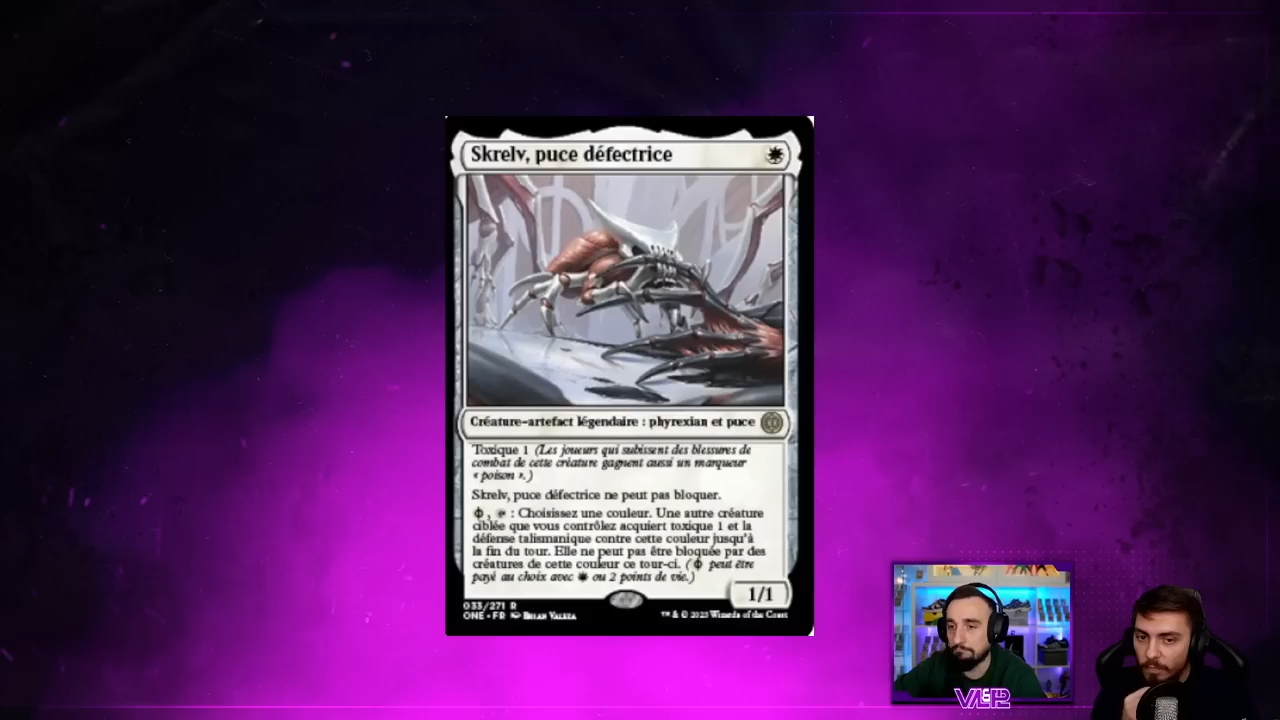 Skrelv, puce défectrice
Créature-artefact légendaire : phyrexian et puce
Toxique 1 (Les joueurs qui subissent des blessures de
combat de cette créature gagnent aussi un marqueur
« poison ».)
Skrelv, puce défectrice ne peut pas bloquer.
, : Choisissez une couleur. Une autre créature
ciblée que vous contrôlez acquiert toxique 1 et la
défense talismanique contre cette couleur jusqu'à
la fin du tour. Elle ne peut pas être bloquée par des
créatures de cette couleur ce tour-ci. ( peut être
payé au choix avec ou 2 points de vie.)
1/1
033/271 R
ONE • FR Brian Valeza
™ & © 2023 Wizards of the Coast